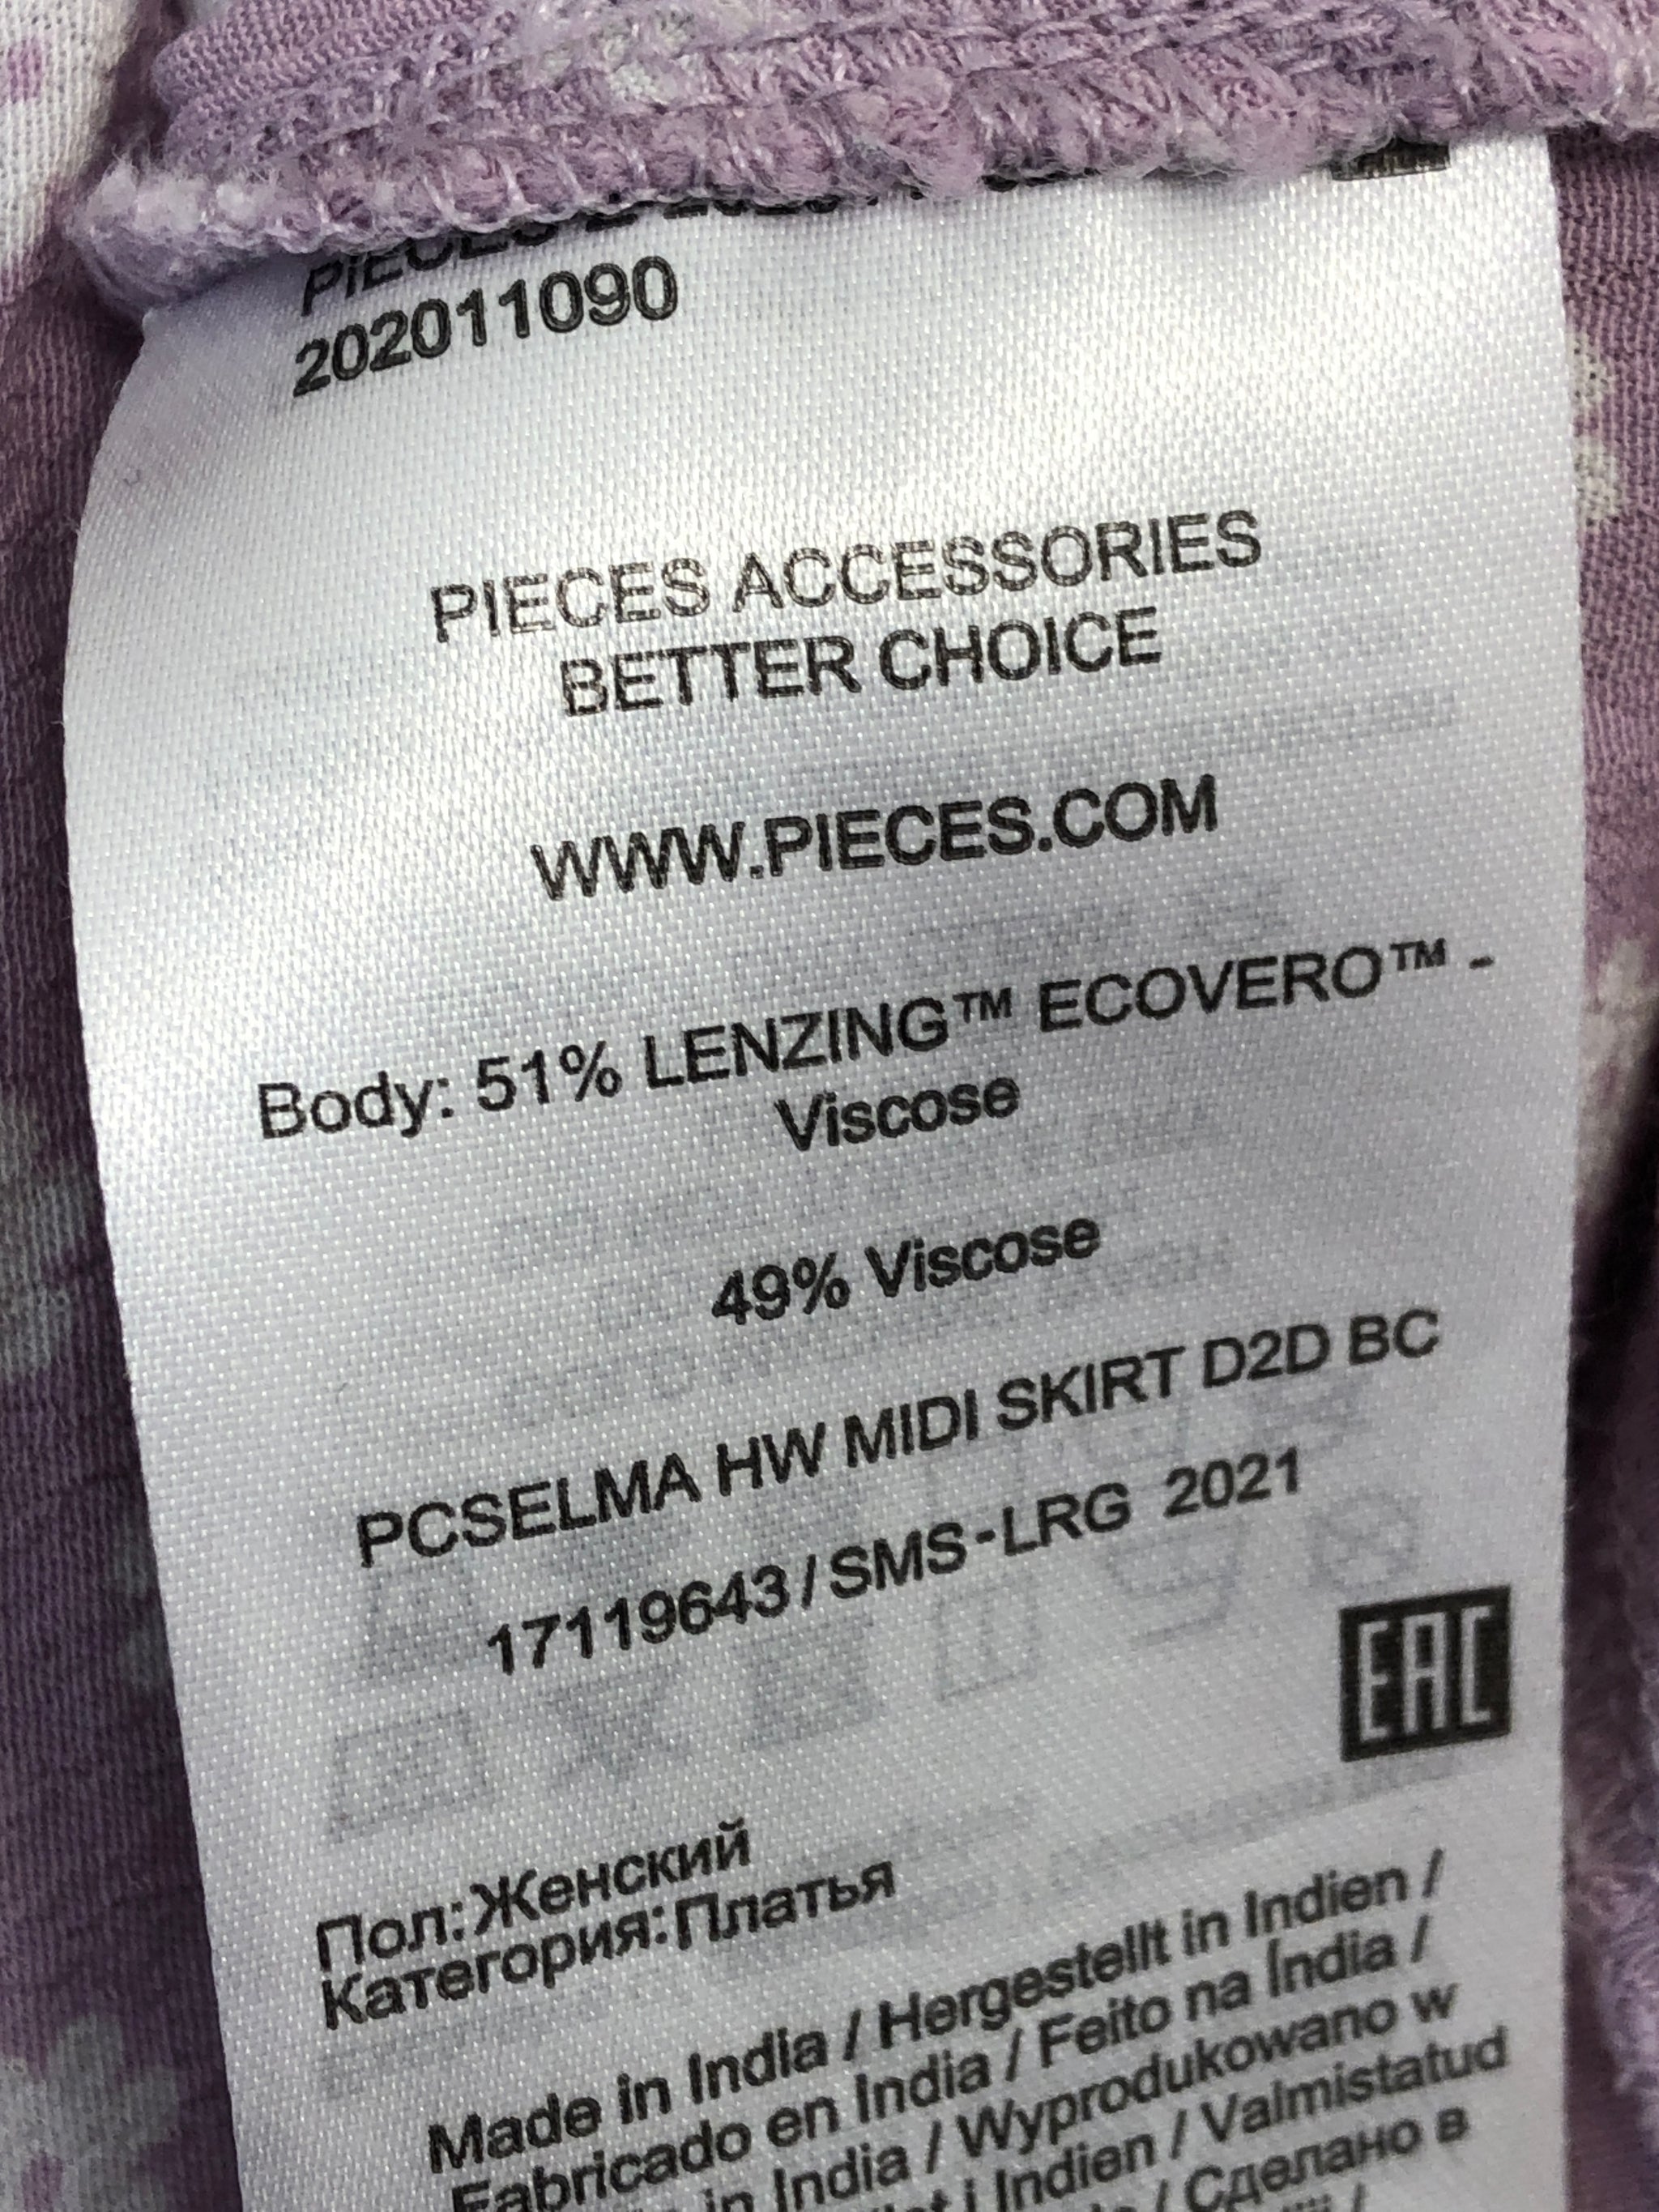 PIECES
202011090
PIECES ACCESSORIES
BETTER CHOICE
WWW.PIECES.COM
Body: 51% LENZING™ ECOVERO™ -
Viscose
49% Viscose
PCSELMA HW MIDI SKIRT D2D BC
17119643/SMS-LRG 2021
EAC
Пол:Женский
Категория:Платья
Made in India / Hergestellt in Indien /
Fabricado en India / Feito na Índia /
in India / Wyprodukowano w
i Indien / Valmistatud
/ Сделано в